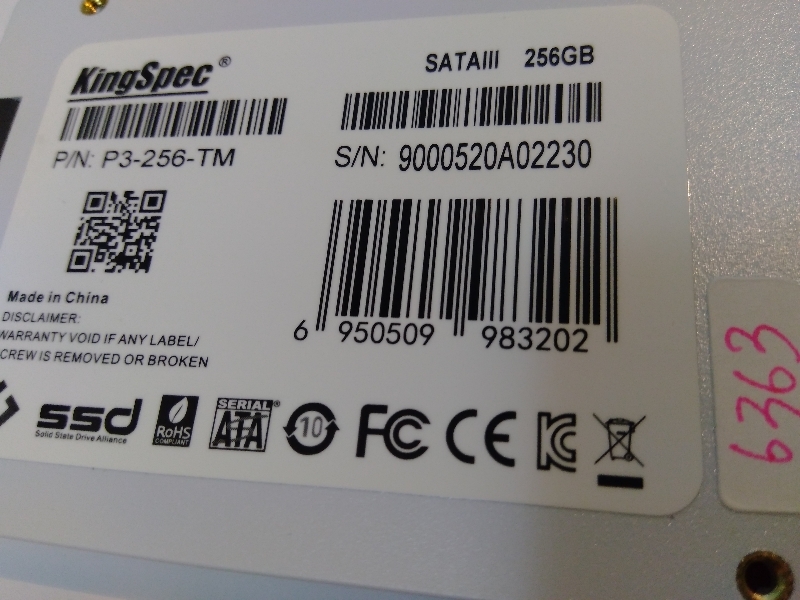 KingSpec®
SATAIII 256GB
P/N: P3-256-TM
S/N: 9000520A02230
Made in China
DISCLAIMER:
WARRANTY VOID IF ANY LABEL/
CREW IS REMOVED OR BROKEN
6 950509 983202
ssd
Solid State Drive Alliance
RoHS
COMPLIANT
SERIAL®
ATA
10
FC CE
6363